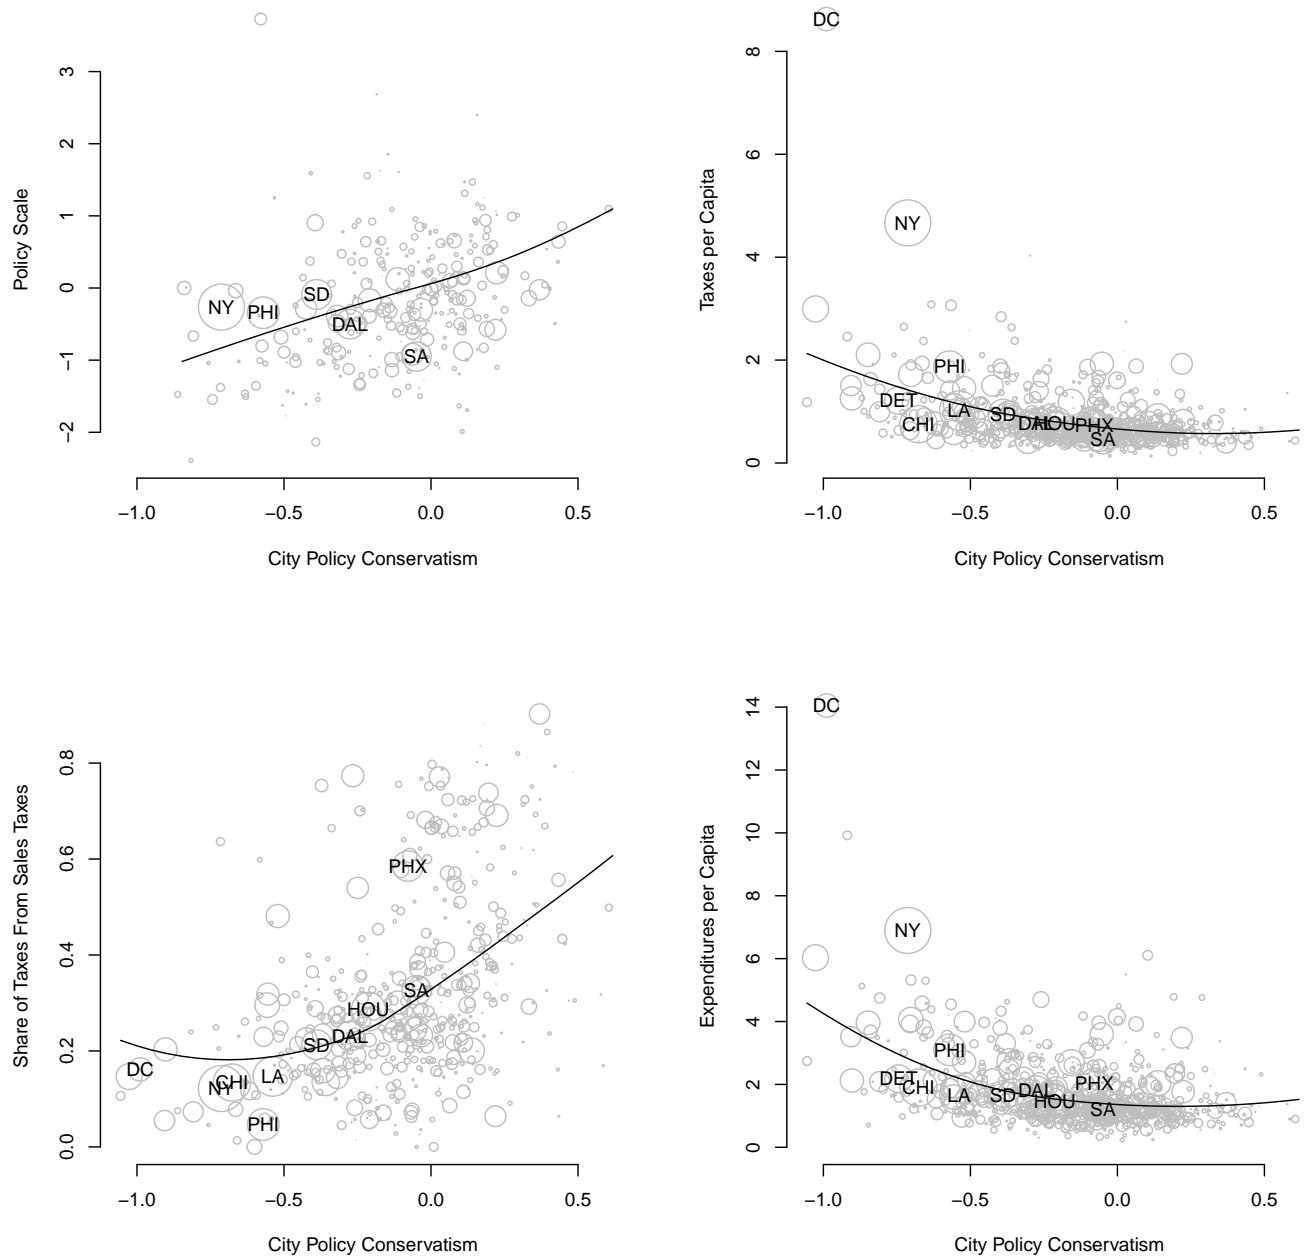 Policy Scale
3
2
1
0
−1
−2
NY
PHI
SD
DAL
SA
−1.0 −0.5 0.0 0.5
City Policy Conservatism
Taxes per Capita
8
6
4
2
0
DC
NY
PHI
DET
LA
CHI
SD
DAL
HOU
PHX
SA
−1.0 −0.5 0.0 0.5
City Policy Conservatism
Share of Taxes From Sales Taxes
0.8
0.6
0.4
0.2
0.0
PHX
SA
HOU
DAL
SD
DC
NY
CHI
LA
PHI
−1.0 −0.5 0.0 0.5
City Policy Conservatism
Expenditures per Capita
14
12
10
8
6
4
2
0
DC
NY
PHI
DET
CHI
LA
SD
DAL
HOU
PHX
SA
−1.0 −0.5 0.0 0.5
City Policy Conservatism